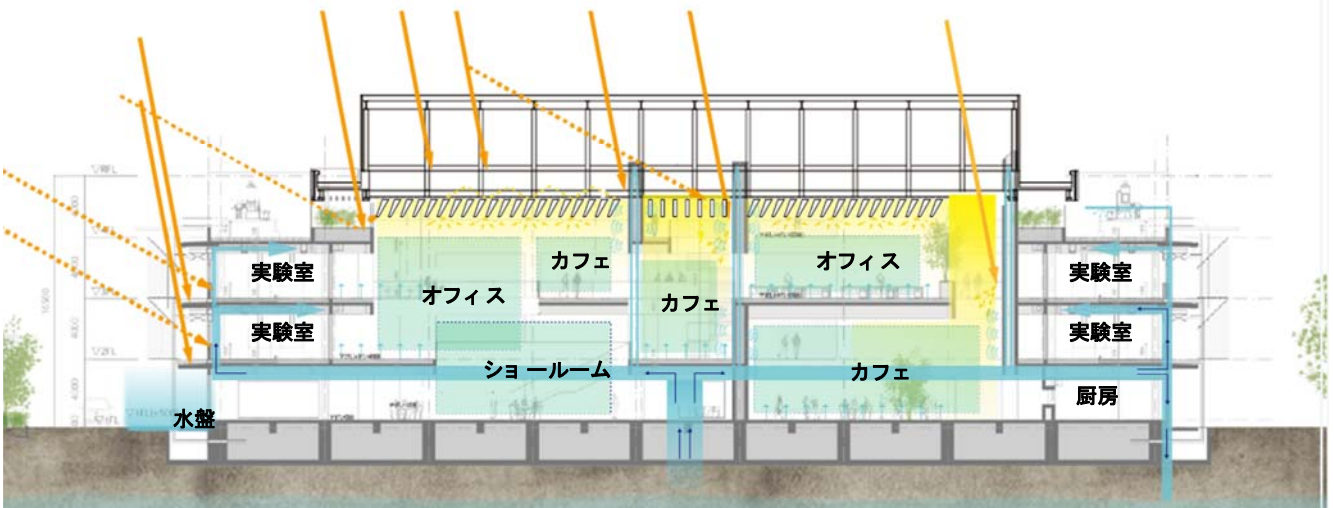 実験室
カフェ
オフィス
実験室
オフィス
カフェ
実験室
実験室
ショールーム
カフェ
厨房
水盤